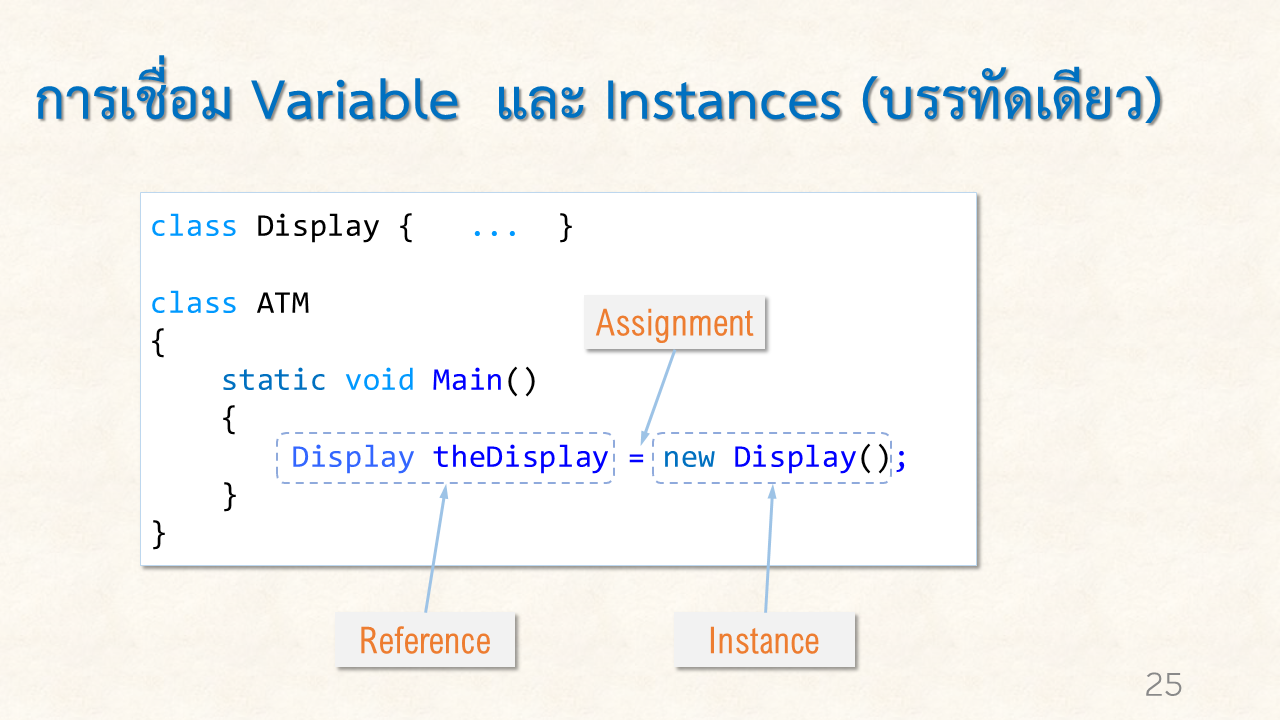 การเชื่อม Variable และ Instances (บรรทัดเดียว)
class Display { ... }
class ATM
{
Assignment
static void Main()
{
Display theDisplay = new Display();
}
}
Reference
Instance
25